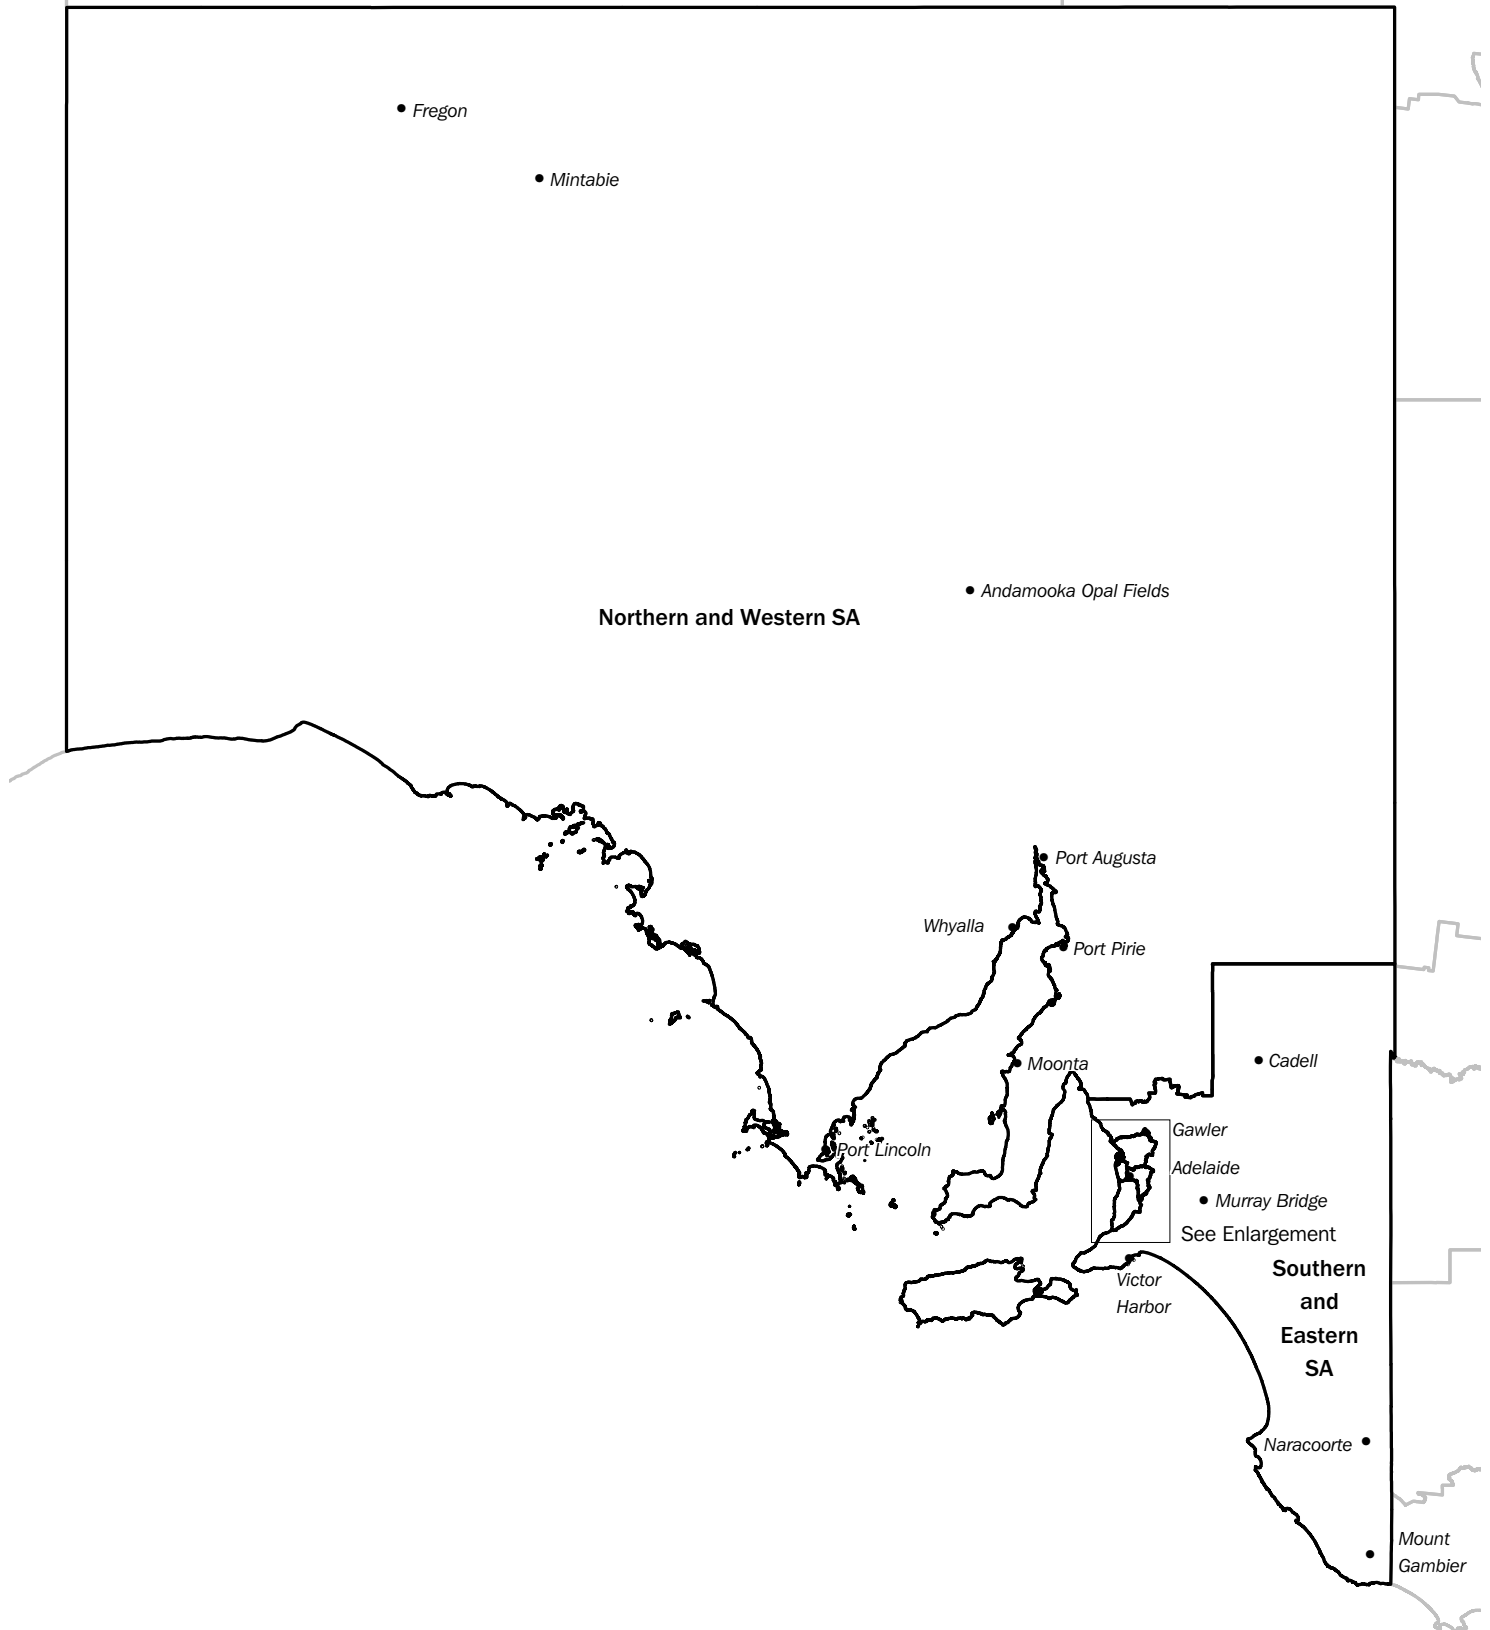 Fregon
Mintabie
Andamooka Opal Fields
Northern and Western SA
Port Augusta
Whyalla
Port Pirie
Cadell
Moonta
Gawler
Port Lincoln
Adelaide
Murray Bridge
See Enlargement
Southern
and
Eastern
SA
Victor
Harbor
Naracoorte
Mount
Gambier